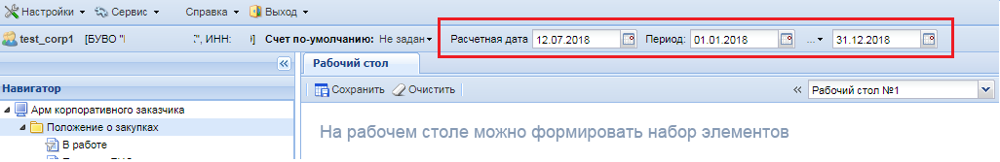 Настройки Сервис Справка Выход
test_corp1 [БУВО " ", ИНН: ] Счет по-умолчанию: Не задан Расчетная дата 12.07.2018 Период: 01.01.2018 ... 31.12.2018
Рабочий стол
Навигатор
Сохранить Очистить Рабочий стол №1
Арм корпоративного заказчика
Положение о закупках
На рабочем столе можно формировать набор элементов
В работе